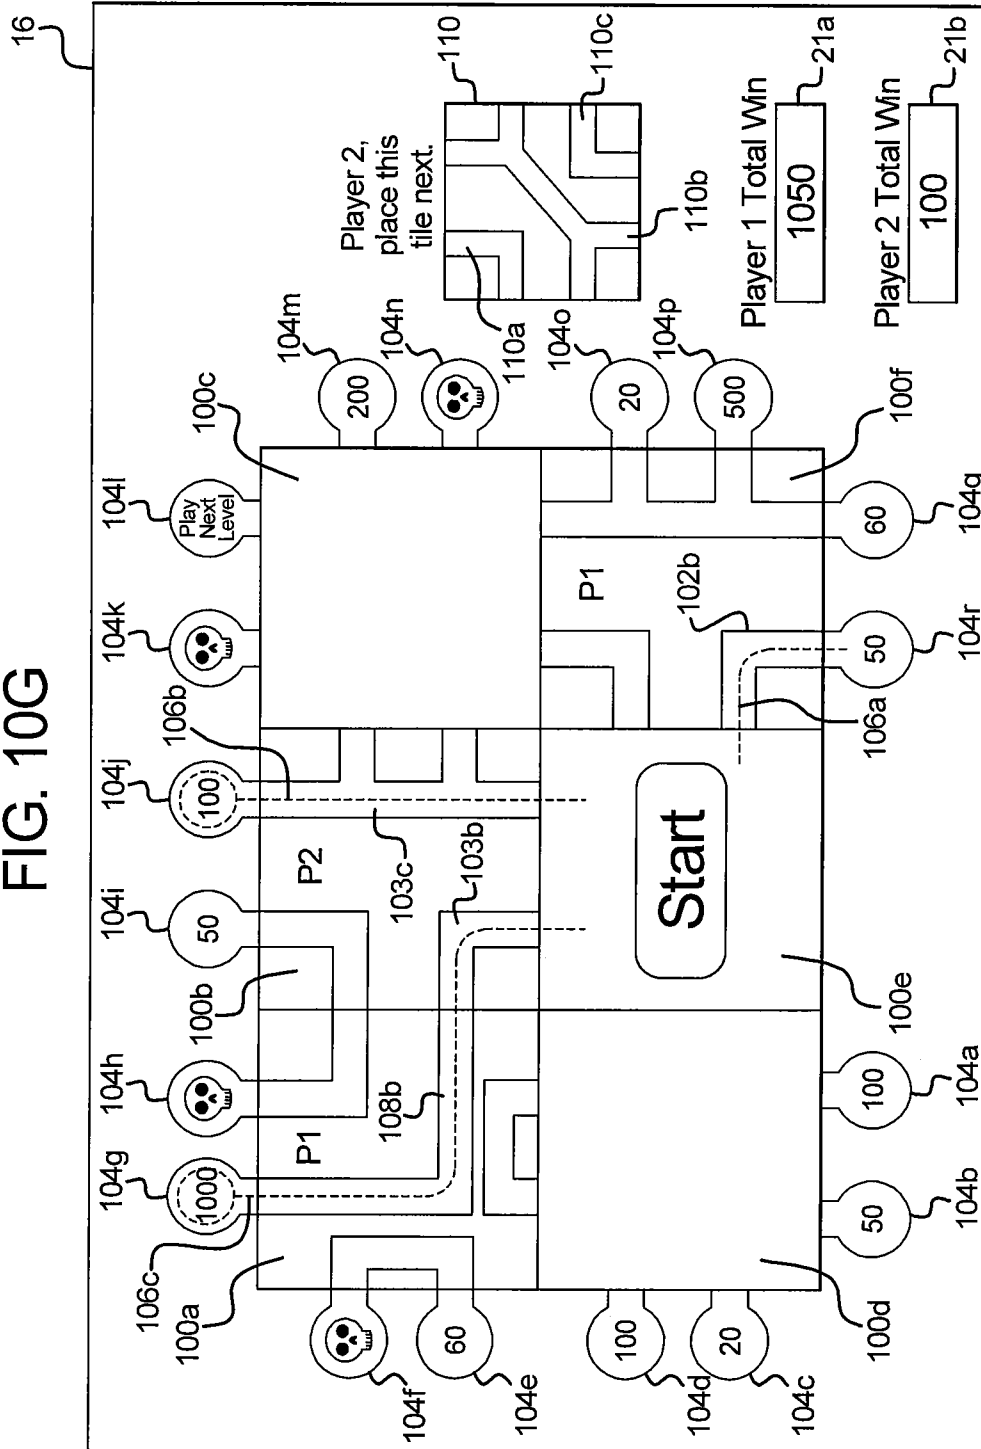 FIG. 10G
16
104g
104h
104i
104j
104k
104l
1000
50
100
Play
Next
Level
106c
100a
100b
106b
100c
104f
104e
60
P1
P2
108b
103c
103b
104m
200
104n
104d
100
104c
20
100d
Start
100e
P1
102b
106a
104o
20
104p
500
100f
104b
50
104a
100
104r
50
104q
60
Player 2,
place this
tile next.
110
110a
110b
110c
Player 1 Total Win
1050
21a
Player 2 Total Win
100
21b